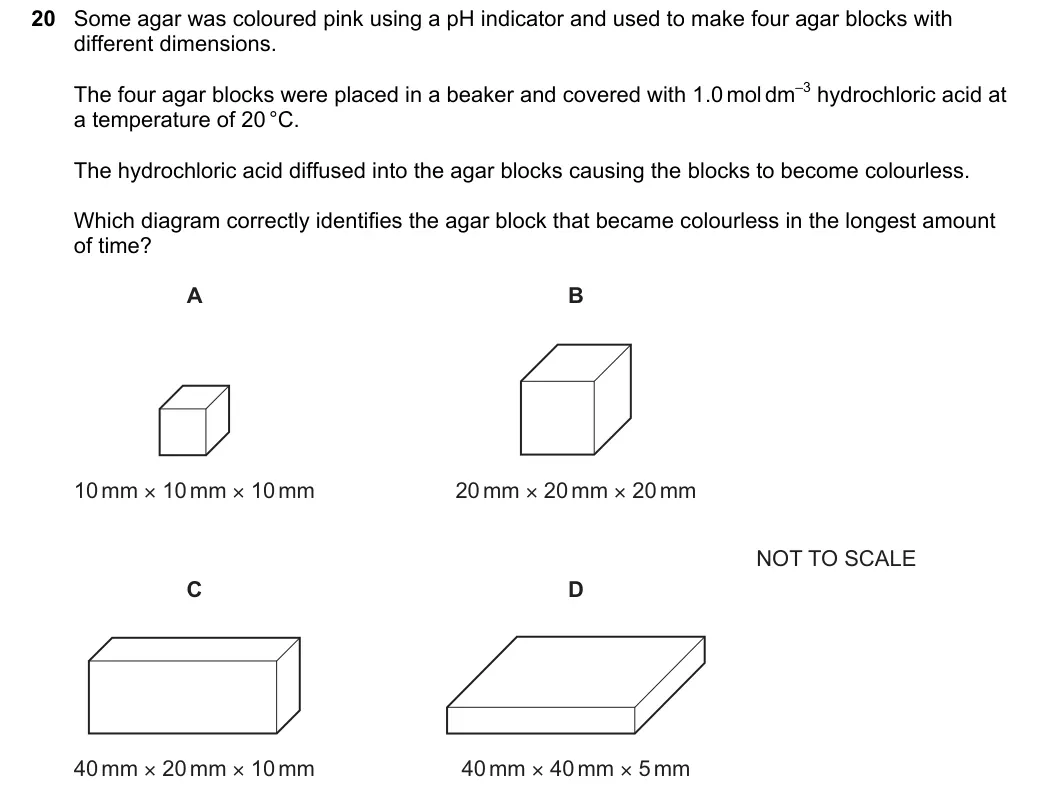 20 Some agar was coloured pink using a pH indicator and used to make four agar blocks with
different dimensions.
The four agar blocks were placed in a beaker and covered with 1.0 mol dm⁻³ hydrochloric acid at
a temperature of 20 °C.
The hydrochloric acid diffused into the agar blocks causing the blocks to become colourless.
Which diagram correctly identifies the agar block that became colourless in the longest amount
of time?
A
B
10 mm × 10 mm × 10 mm
20 mm × 20 mm × 20 mm
NOT TO SCALE
C
D
40 mm × 20 mm × 10 mm
40 mm × 40 mm × 5 mm